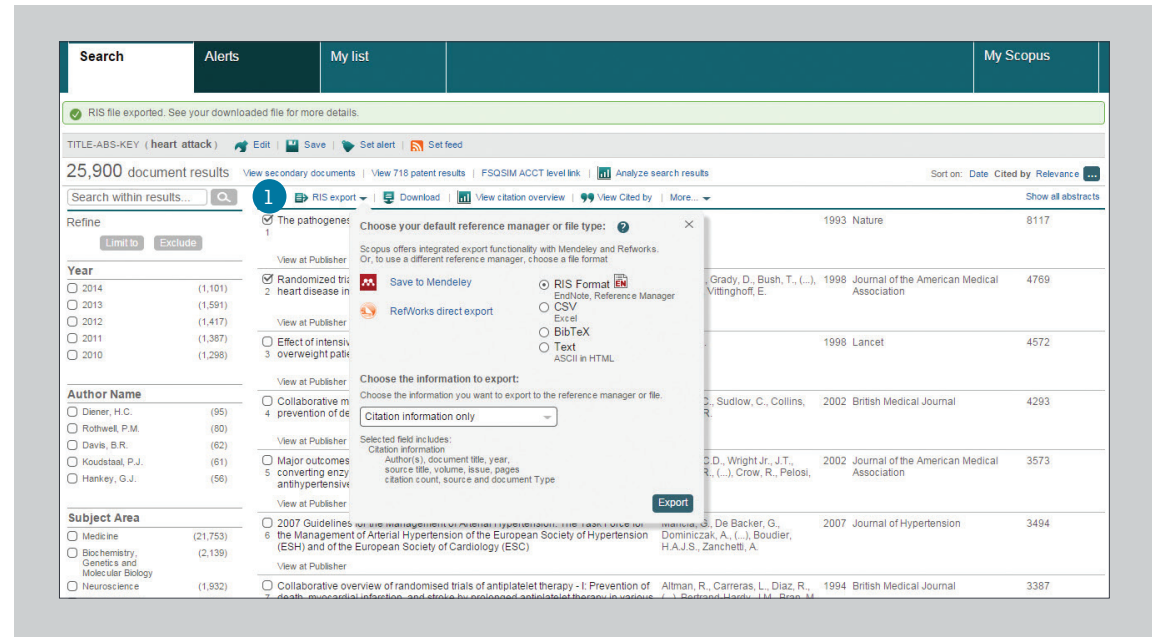 Search Alerts My list My Scopus
RIS file exported. See your downloaded file for more details.
TITLE-ABS-KEY ( heart attack ) Edit | Save | Set alert | Set feed
25,900 document results View secondary documents | View 718 patent results | FSQSIM ACCT level link | Analyze search results Sort on: Date Cited by Relevance ...
Search within results... 1 RIS export | Download | View citation overview | View Cited by | More... Show all abstracts
Refine
Limit to Exclude
Year
2014 (1,101)
2013 (1,591)
2012 (1,417)
2011 (1,387)
2010 (1,298)
Author Name
Diener, H.C. (95)
Rothwell, P.M. (80)
Davis, B.R. (62)
Koudstaal, P.J. (61)
Hankey, G.J. (56)
Subject Area
Medicine (21,753)
Biochemistry, (2,139)
Genetics and
Molecular Biology
Neuroscience (1,932)
The pathogenes 1993 Nature 8117
1
View at Publisher
Randomized tria , Grady, D., Bush, T., (...), 1998 Journal of the American Medical 4769
2 heart disease in Vittinghoff, E. Association
View at Publisher
Effect of intensiv 1998 Lancet 4572
3 overweight patie
View at Publisher
Collaborative m C., Sudlow, C., Collins, 2002 British Medical Journal 4293
4 prevention of de R.
View at Publisher
Major outcomes C.D., Wright Jr., J.T., 2002 Journal of the American Medical 3573
5 converting enzy R., (...), Crow, R., Pelosi, Association
antihypertensive
View at Publisher
2007 Guidelines for the Management of Arterial Hypertension: The Task Force for Mancia, G., De Backer, G., 2007 Journal of Hypertension 3494
6 the Management of Arterial Hypertension of the European Society of Hypertension Dominiczak, A., (...), Boudier,
(ESH) and of the European Society of Cardiology (ESC) H.A.J.S., Zanchetti, A.
View at Publisher
Collaborative overview of randomised trials of antiplatelet therapy - I: Prevention of Altman, R., Carreras, L., Diaz, R., 1994 British Medical Journal 3387
7 death, myocardial infarction, and stroke by prolonged antiplatelet therapy in various (...), Bertrand-Hardy, J.M., Bran, M.
Choose your default reference manager or file type: ? ×
Scopus offers integrated export functionality with Mendeley and Refworks.
Or, to use a different reference manager, choose a file format
Save to Mendeley
RefWorks direct export
RIS Format EN
EndNote, Reference Manager
CSV
Excel
BibTeX
Text
ASCII in HTML
Choose the information to export:
Choose the information you want to export to the reference manager or file.
Citation information only
Selected field includes:
Citation information
Author(s), document title, year,
source title, volume, issue, pages
citation count, source and document Type
Export